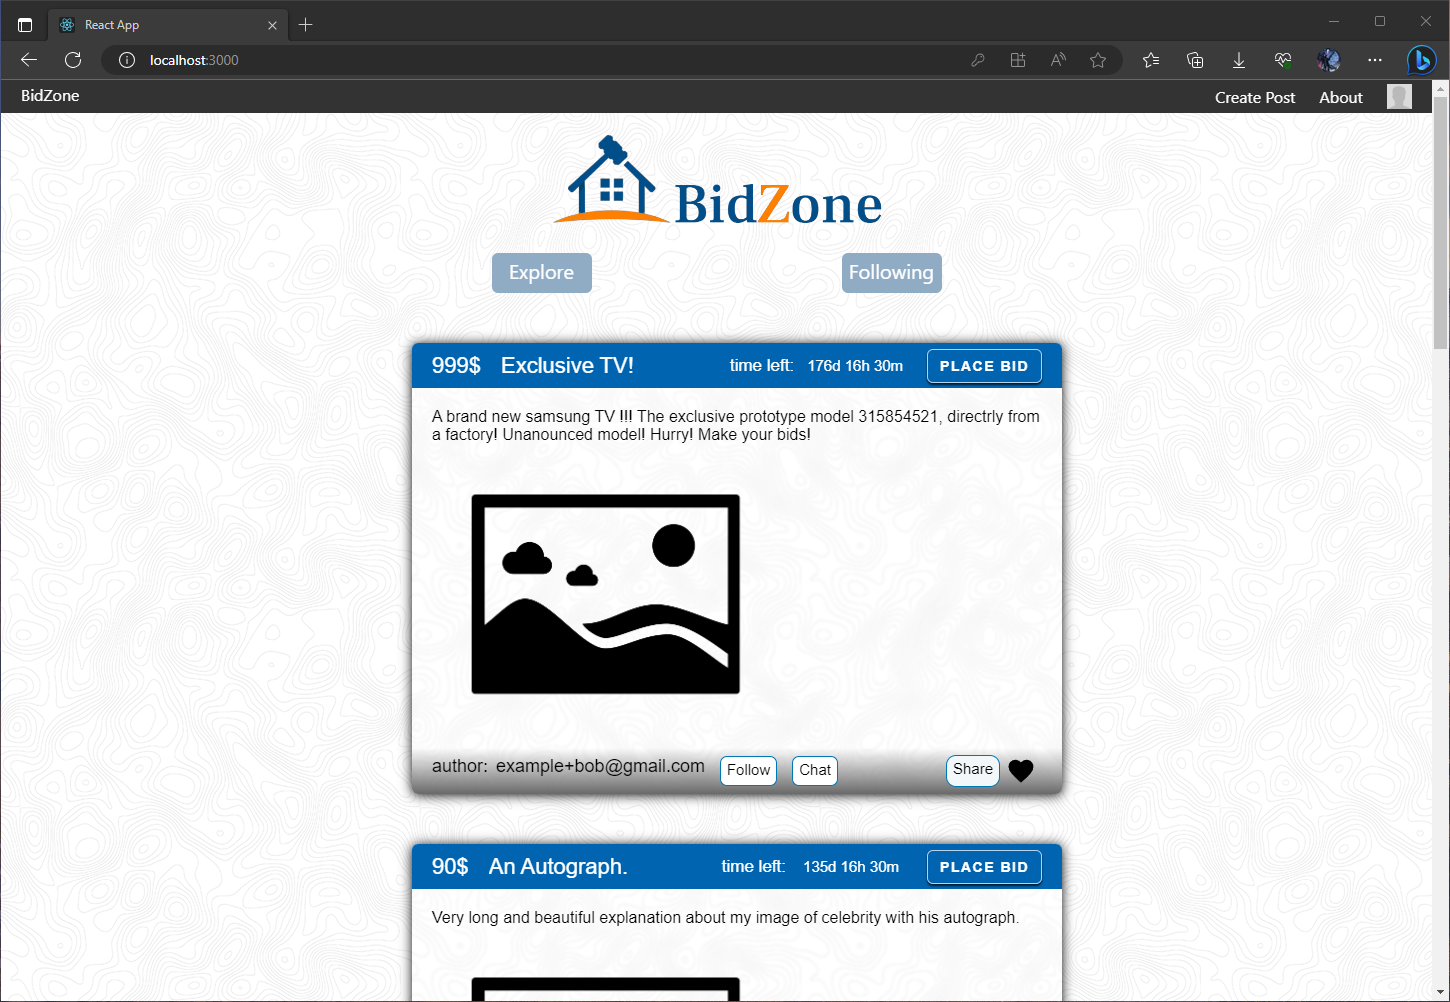 React App
localhost:3000
BidZone
Create Post About
BidZone
Explore Following
999$ Exclusive TV! time left: 176d 16h 30m PLACE BID
A brand new samsung TV !!! The exclusive prototype model 315854521, directrly from
a factory! Unanounced model! Hurry! Make your bids!
author: example+bob@gmail.com Follow Chat Share
90$ An Autograph. time left: 135d 16h 30m PLACE BID
Very long and beautiful explanation about my image of celebrity with his autograph.